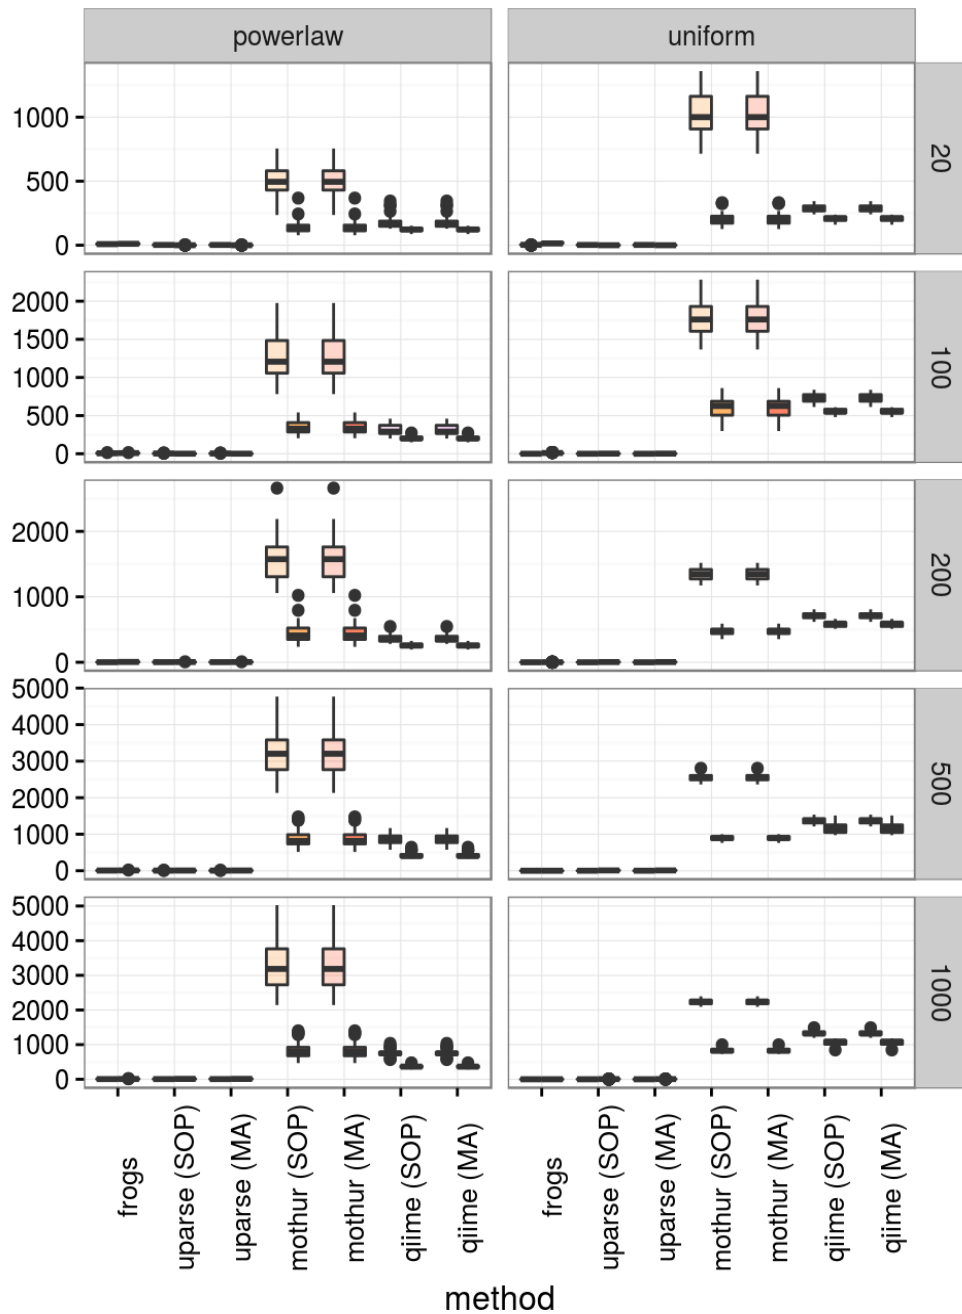 powerlaw
uniform
1000
500
0
20
2000
1500
1000
500
0
100
2000
1000
0
200
5000
4000
3000
2000
1000
0
500
5000
4000
3000
2000
1000
0
1000
frogs
uparse (SOP)
uparse (MA)
mothur (SOP)
mothur (MA)
qiime (SOP)
qiime (MA)
frogs
uparse (SOP)
uparse (MA)
mothur (SOP)
mothur (MA)
qiime (SOP)
qiime (MA)
method